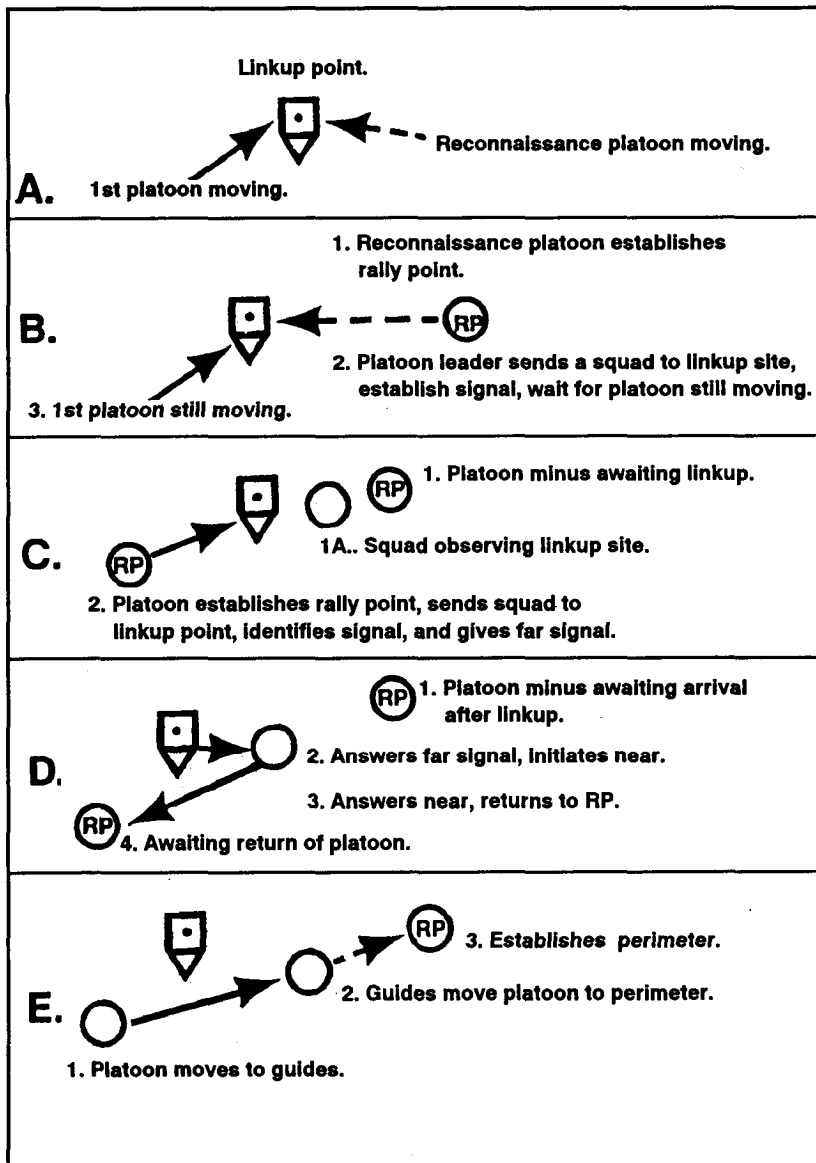 Linkup point.
Reconnaissance platoon moving.
1st platoon moving.
A.
1. Reconnaissance platoon establishes
rally point.
B.
RP
2. Platoon leader sends a squad to linkup site,
establish signal, wait for platoon still moving.
3. 1st platoon still moving.
C.
RP
1. Platoon minus awaiting linkup.
1A.. Squad observing linkup site.
RP
2. Platoon establishes rally point, sends squad to
linkup point, identifies signal, and gives far signal.
D.
RP
1. Platoon minus awaiting arrival
after linkup.
2. Answers far signal, initiates near.
3. Answers near, returns to RP.
RP
4. Awaiting return of platoon.
E.
RP
3. Establishes perimeter.
2. Guides move platoon to perimeter.
1. Platoon moves to guides.